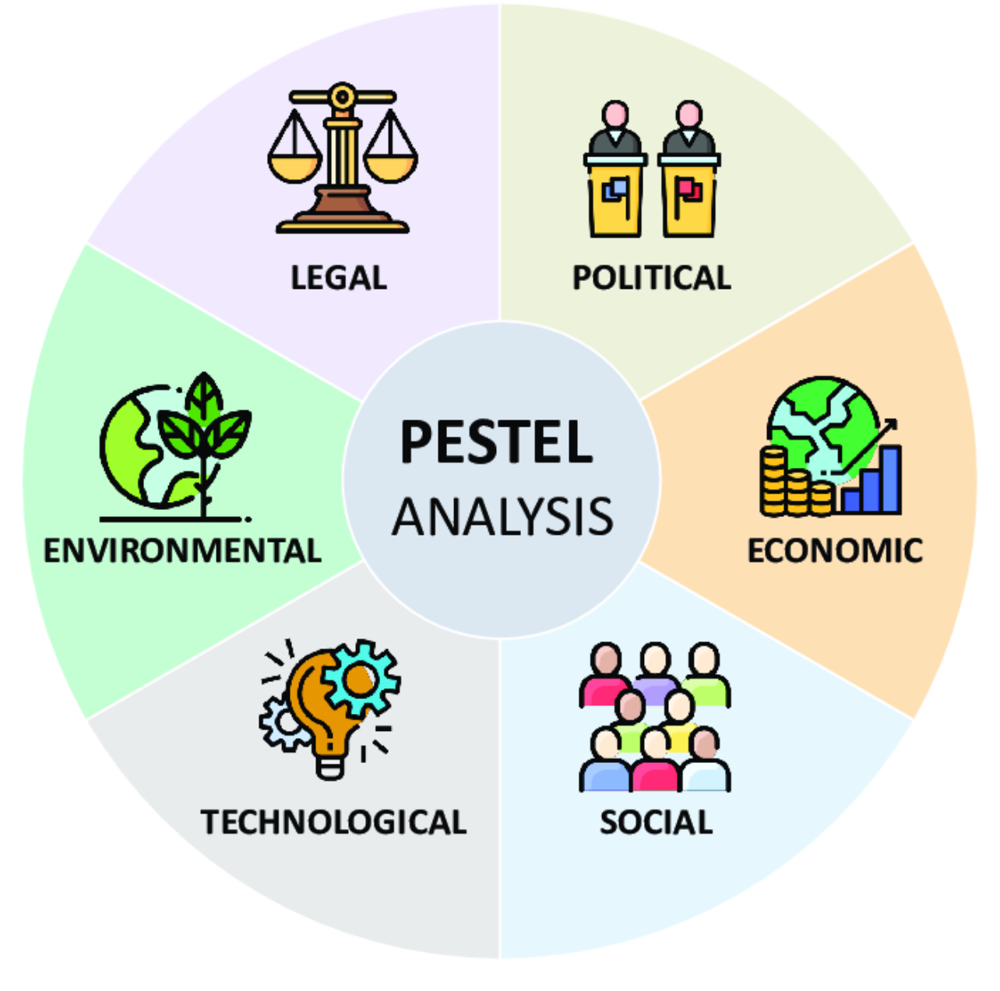 LEGAL
POLITICAL
PESTEL
ANALYSIS
ENVIRONMENTAL
ECONOMIC
TECHNOLOGICAL
SOCIAL